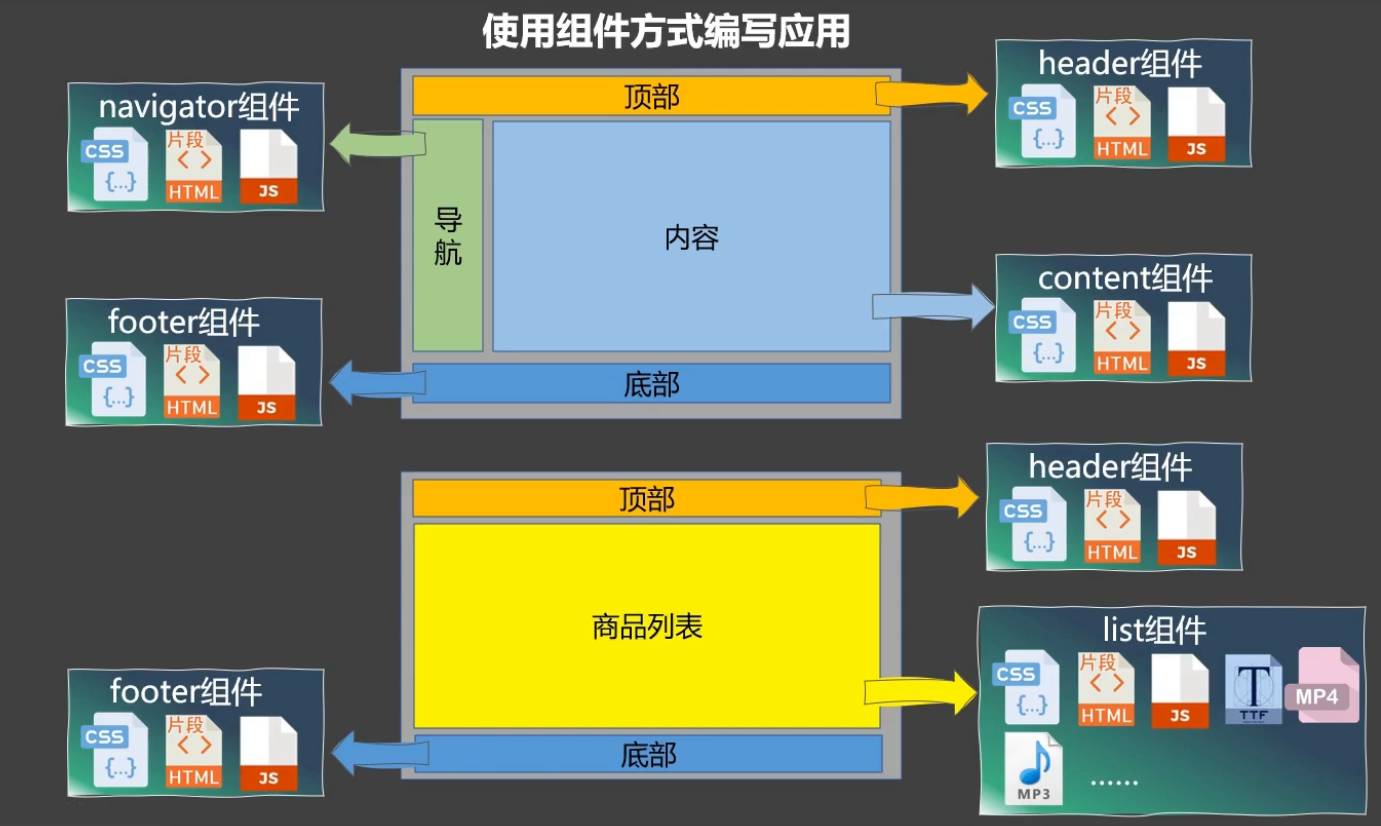 使用组件方式编写应用
navigator组件
CSS
{...}
片段
< >
HTML
JS
顶部
header组件
CSS
{...}
片段
< >
HTML
JS
导
航
内容
footer组件
CSS
{...}
片段
< >
HTML
JS
content组件
CSS
{...}
片段
< >
HTML
JS
底部
顶部
header组件
CSS
{...}
片段
< >
HTML
JS
商品列表
list组件
CSS
{...}
片段
< >
HTML
JS
T
TTF
MP4
MP3
......
footer组件
CSS
{...}
片段
< >
HTML
JS
底部